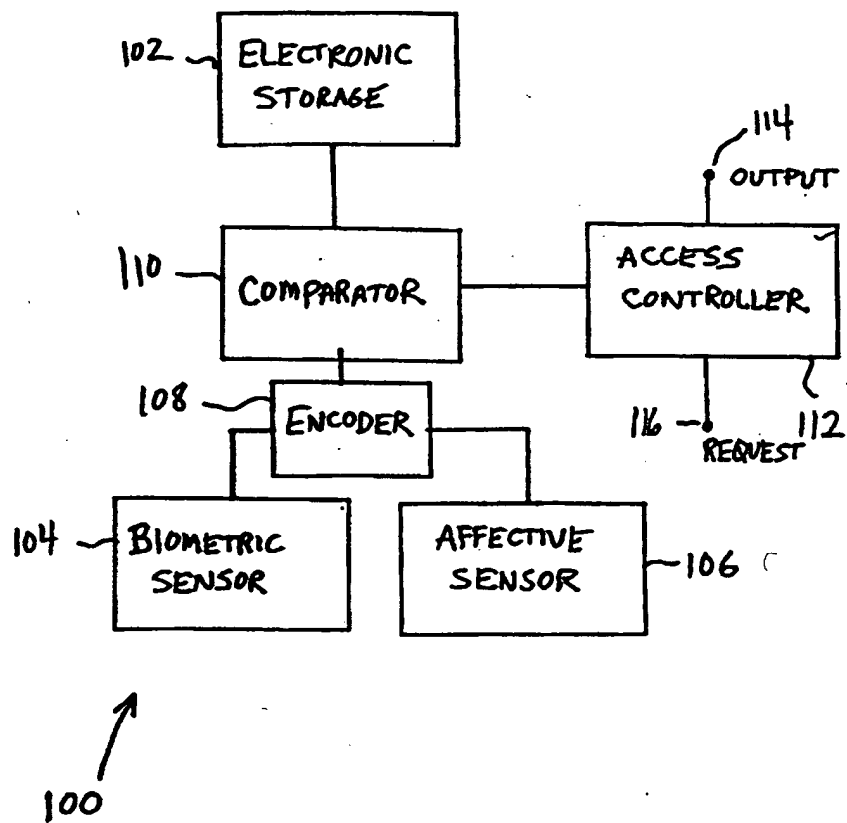 102
ELECTRONIC
STORAGE
114
OUTPUT
110
COMPARATOR
ACCESS
CONTROLLER
108
ENCODER
116
REQUEST
112
104
BIOMETRIC
SENSOR
AFFECTIVE
SENSOR
106
100